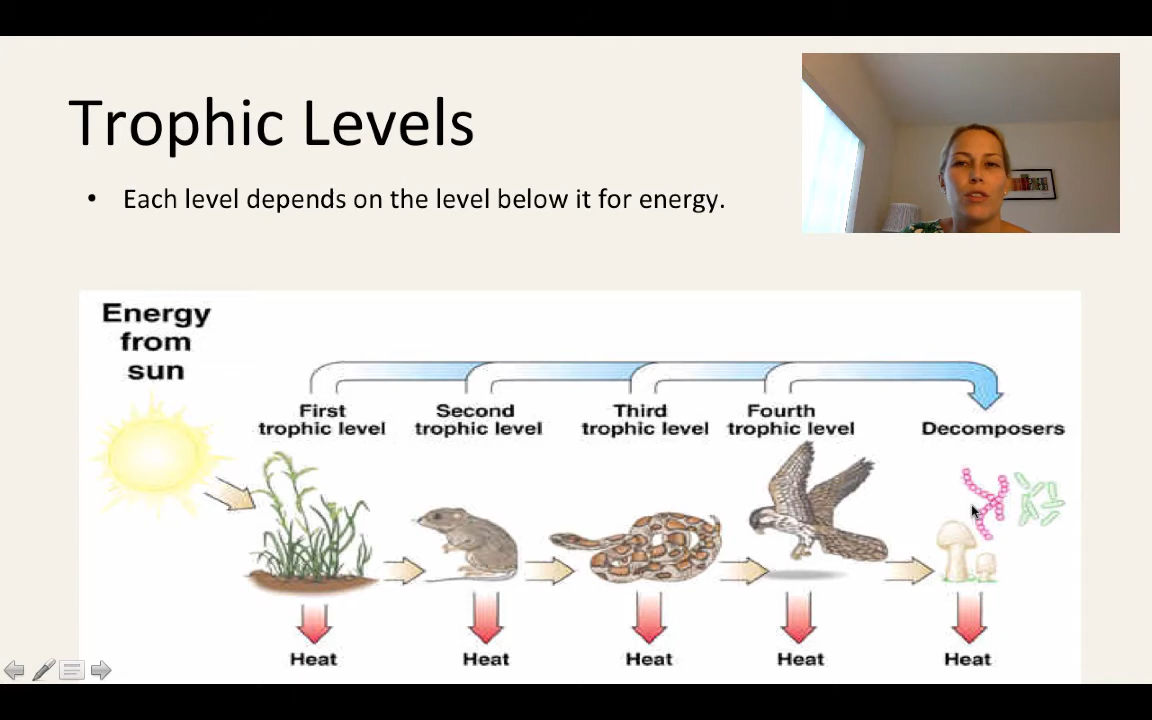 Trophic Levels
• Each level depends on the level below it for energy.
Energy
from
sun
First
trophic level
Second
trophic level
Third
trophic level
Fourth
trophic level
Decomposers
Heat
Heat
Heat
Heat
Heat